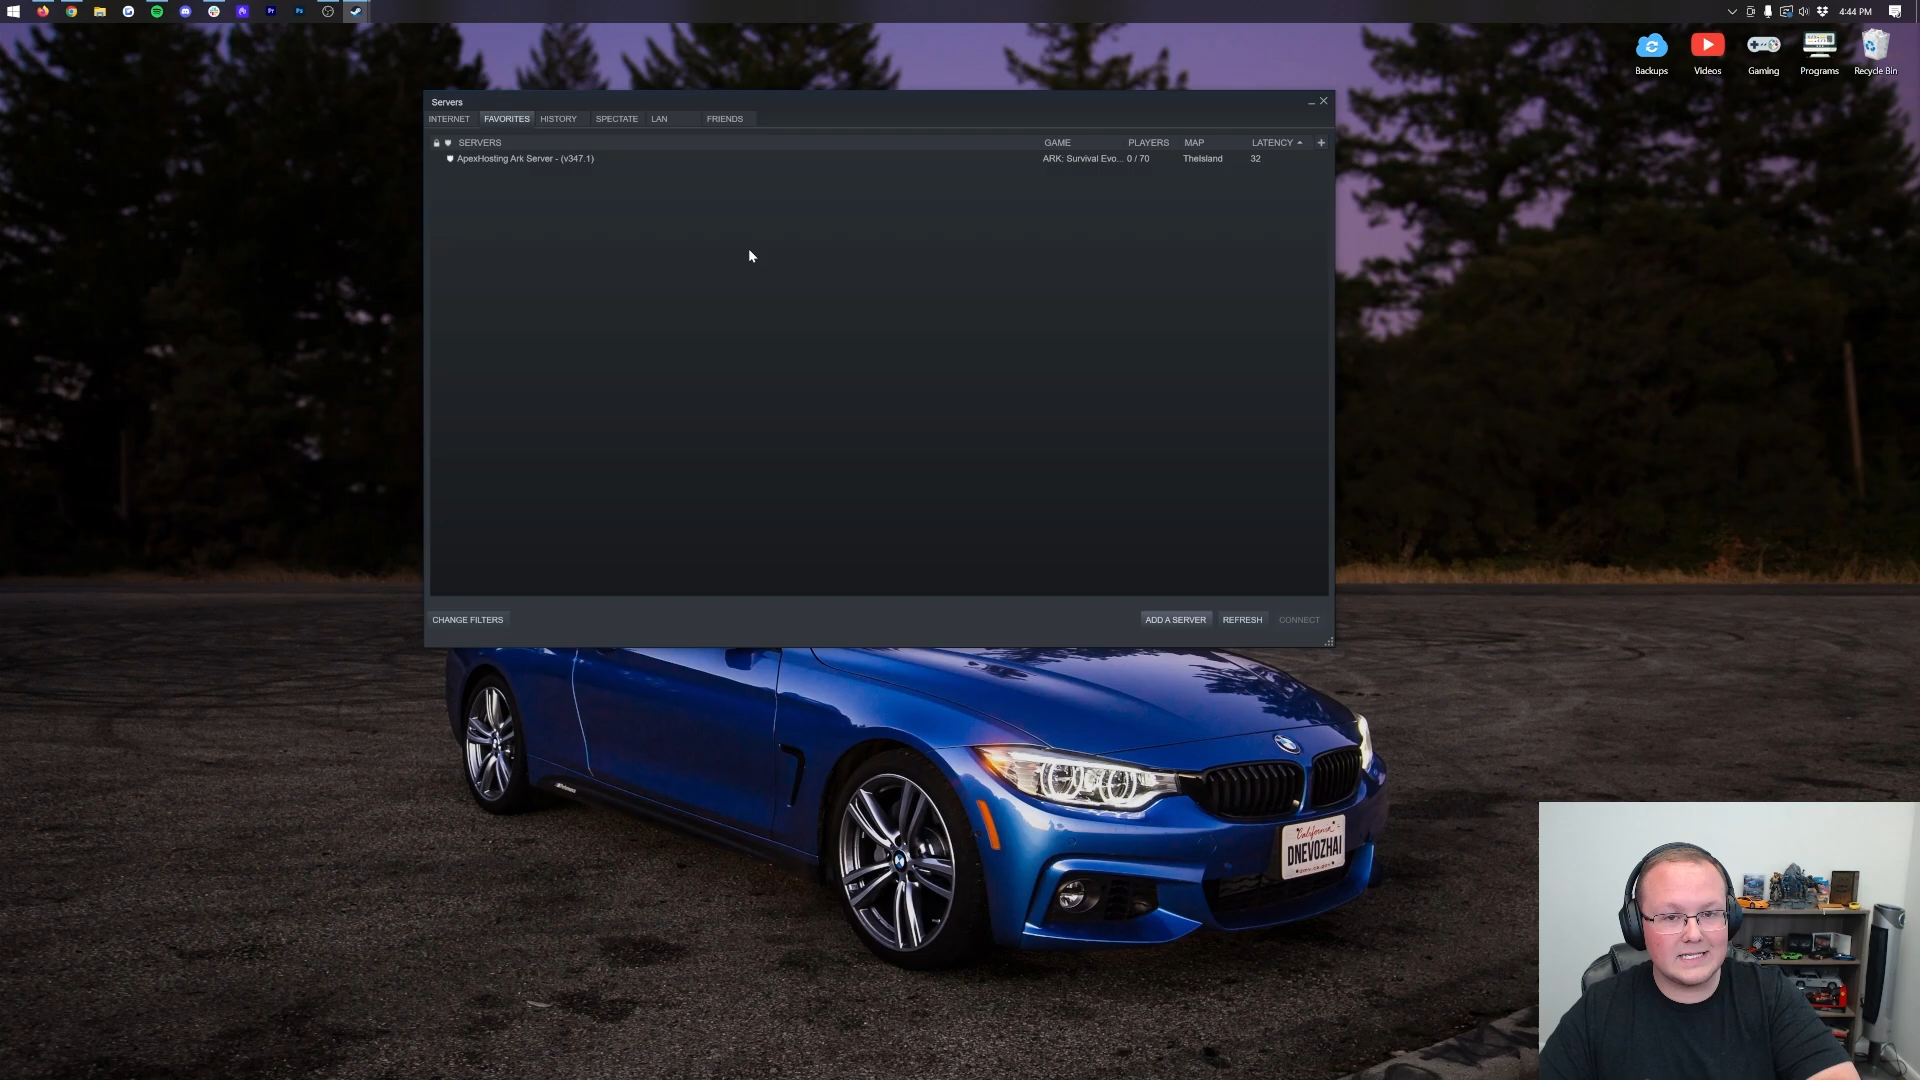 4:44 PM
Backups
Videos
Gaming
Programs
Recycle Bin
Servers
INTERNET FAVORITES HISTORY SPECTATE LAN FRIENDS
SERVERS GAME PLAYERS MAP LATENCY
ApexHosting Ark Server - (v347.1) ARK: Survival Evo... 0 / 70 TheIsland 32
CHANGE FILTERS ADD A SERVER REFRESH CONNECT
California
DNEVOZHAI